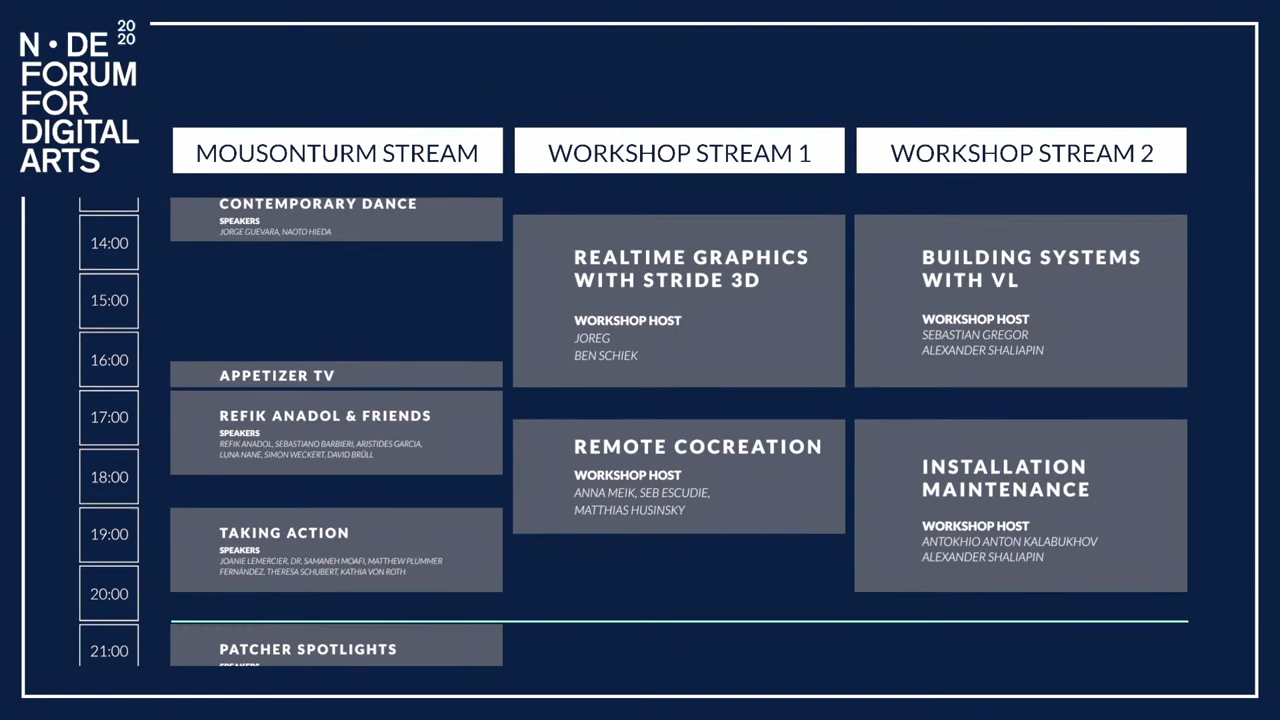 20
20
N • DE
FORUM
FOR
DIGITAL
ARTS
MOUSONTURM STREAM
WORKSHOP STREAM 1
WORKSHOP STREAM 2
14:00
15:00
16:00
17:00
18:00
19:00
20:00
21:00
CONTEMPORARY DANCE
SPEAKERS
JORGE GUEVARA, NAOTO HIEDA
APPETIZER TV
REFIK ANADOL & FRIENDS
SPEAKERS
REFIK ANADOL, SEBASTIANO BARBIERI, ARISTIDES GARCIA,
LUNA NANE, SIMON WECKERT, DAVID BRÜLL
TAKING ACTION
SPEAKERS
JOANIE LEMERCIER, DR. SAMANEH MOAFI, MATTHEW PLUMMER
FERNÁNDEZ, THERESA SCHUBERT, KATHIA VON ROTH
PATCHER SPOTLIGHTS
SPEAKERS
REALTIME GRAPHICS
WITH STRIDE 3D
WORKSHOP HOST
JOREG
BEN SCHIEK
REMOTE COCREATION
WORKSHOP HOST
ANNA MEIK, SEB ESCUDIE,
MATTHIAS HUSINSKY
BUILDING SYSTEMS
WITH VL
WORKSHOP HOST
SEBASTIAN GREGOR
ALEXANDER SHALIAPIN
INSTALLATION
MAINTENANCE
WORKSHOP HOST
ANTOKHIO ANTON KALABUKHOV
ALEXANDER SHALIAPIN